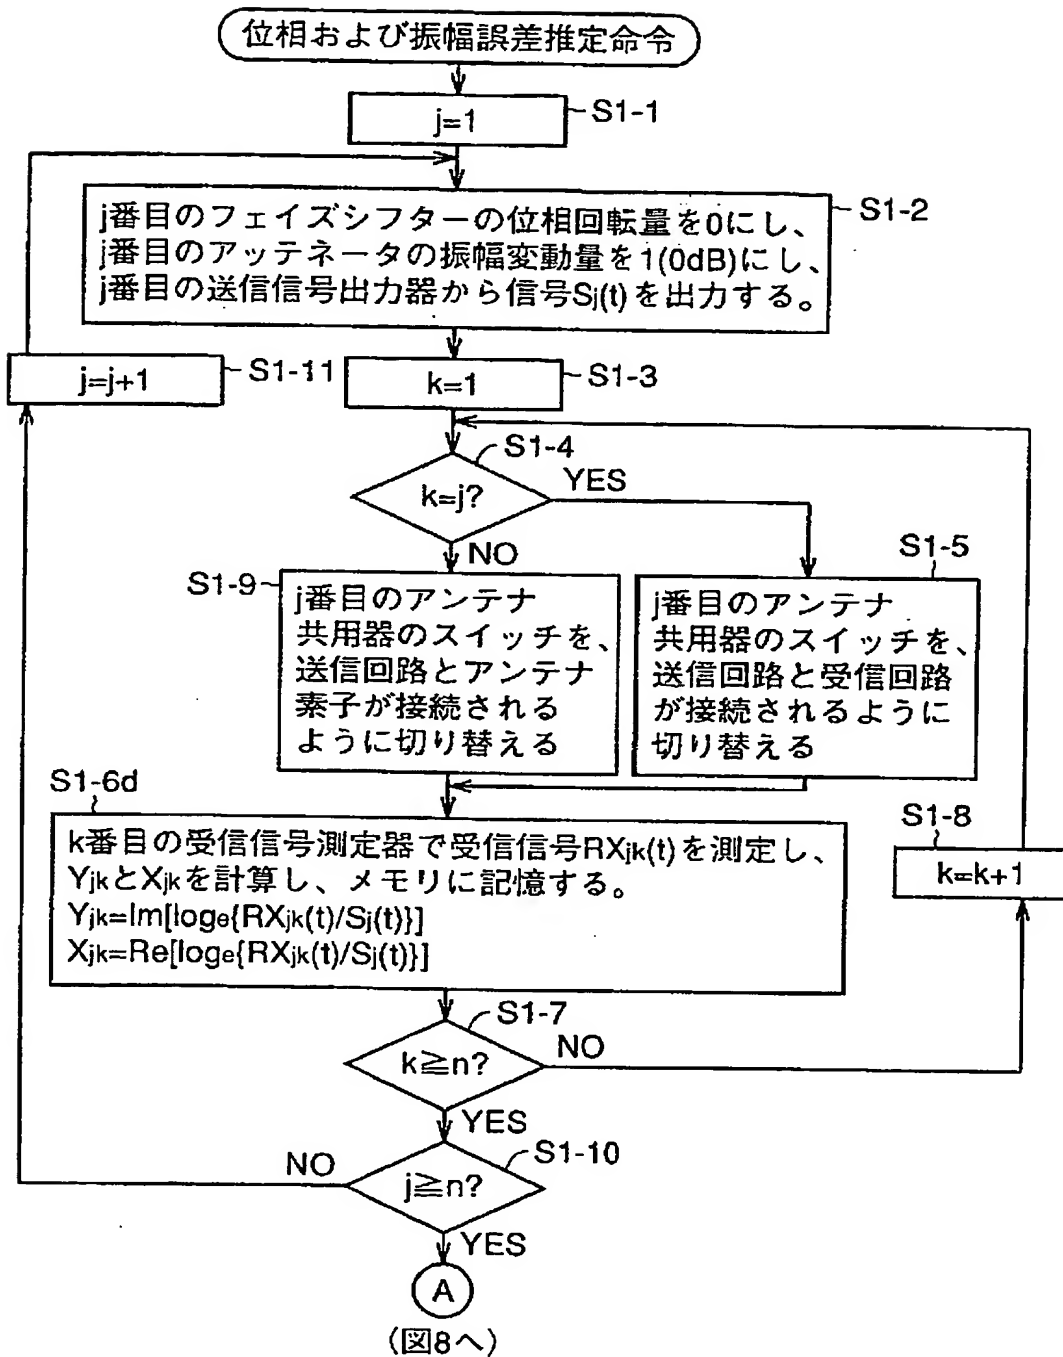 位相および振幅誤差推定命令
j=1
S1-1
j番目のフェイズシフターの位相回転量を0にし、
j番目のアッテネータの振幅変動量を1(0dB)にし、
j番目の送信信号出力器から信号Sj(t)を出力する。
S1-2
j=j+1
S1-11
k=1
S1-3
S1-4
k=j?
YES
NO
S1-9
j番目のアンテナ
共用器のスイッチを、
送信回路とアンテナ
素子が接続される
ように切り替える
S1-5
j番目のアンテナ
共用器のスイッチを、
送信回路と受信回路
が接続されるように
切り替える
S1-6d
k番目の受信信号測定器で受信信号RXjk(t)を測定し、
YjkとXjkを計算し、メモリに記憶する。
Yjk=Im[loge{RXjk(t)/Sj(t)}]
Xjk=Re[loge{RXjk(t)/Sj(t)}]
S1-8
k=k+1
S1-7
k≧n?
NO
YES
S1-10
j≧n?
NO
YES
A
(図8へ)